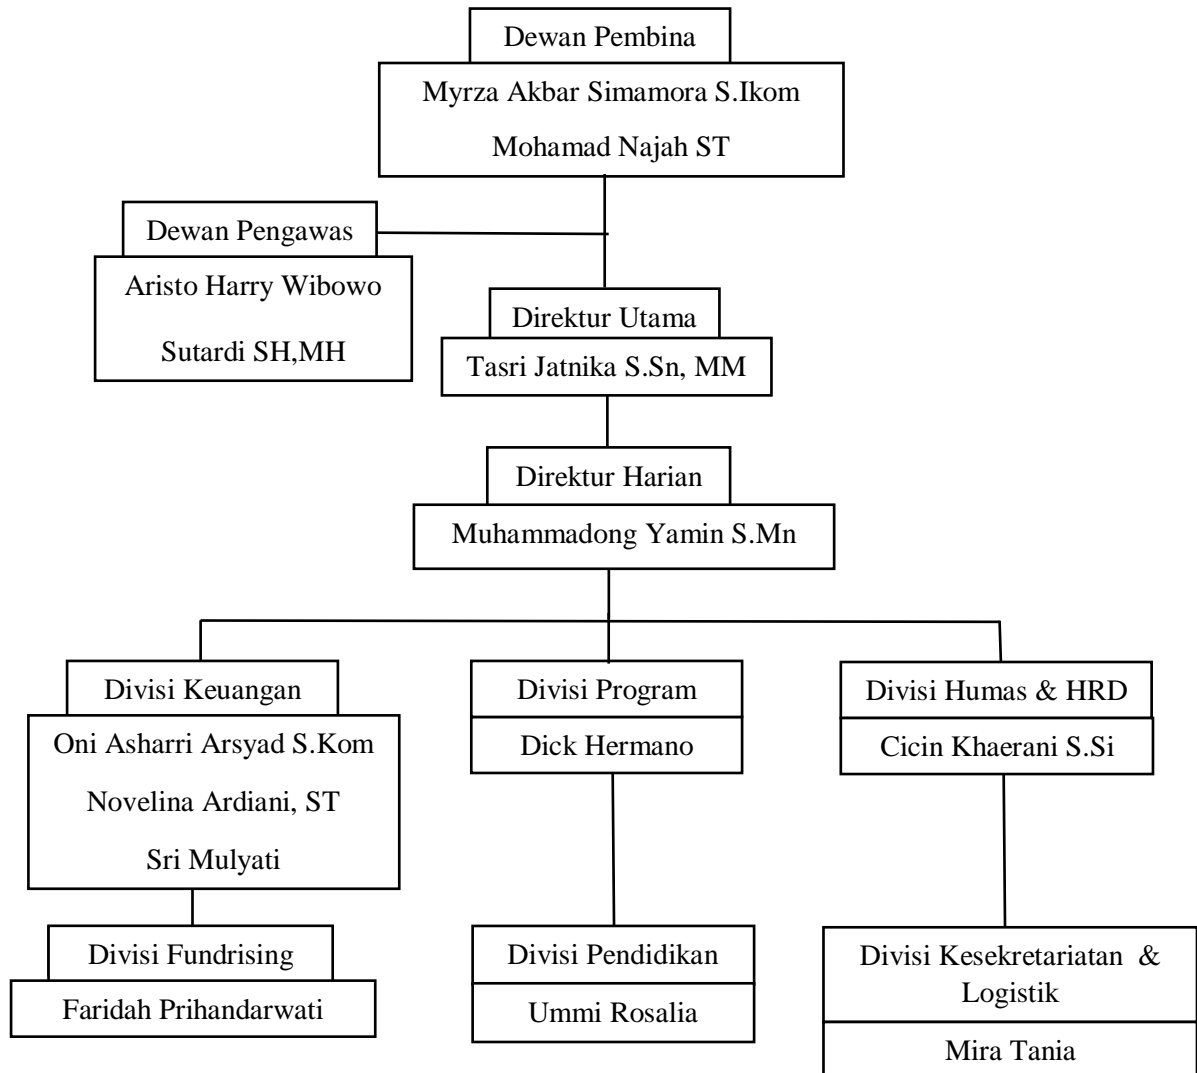 Dewan Pembina
Myrza Akbar Simamora S.Ikom
Mohamad Najah ST
Dewan Pengawas
Aristo Harry Wibowo
Sutardi SH,MH
Direktur Utama
Tasri Jatnika S.Sn, MM
Direktur Harian
Muhammadong Yamin S.Mn
Divisi Keuangan
Oni Asharri Arsyad S.Kom
Novelina Ardiani, ST
Sri Mulyati
Divisi Program
Dick Hermano
Divisi Humas & HRD
Cicin Khaerani S.Si
Divisi Fundrising
Faridah Prihandarwati
Divisi Pendidikan
Ummi Rosalia
Divisi Kesekretariatan &
Logistik
Mira Tania